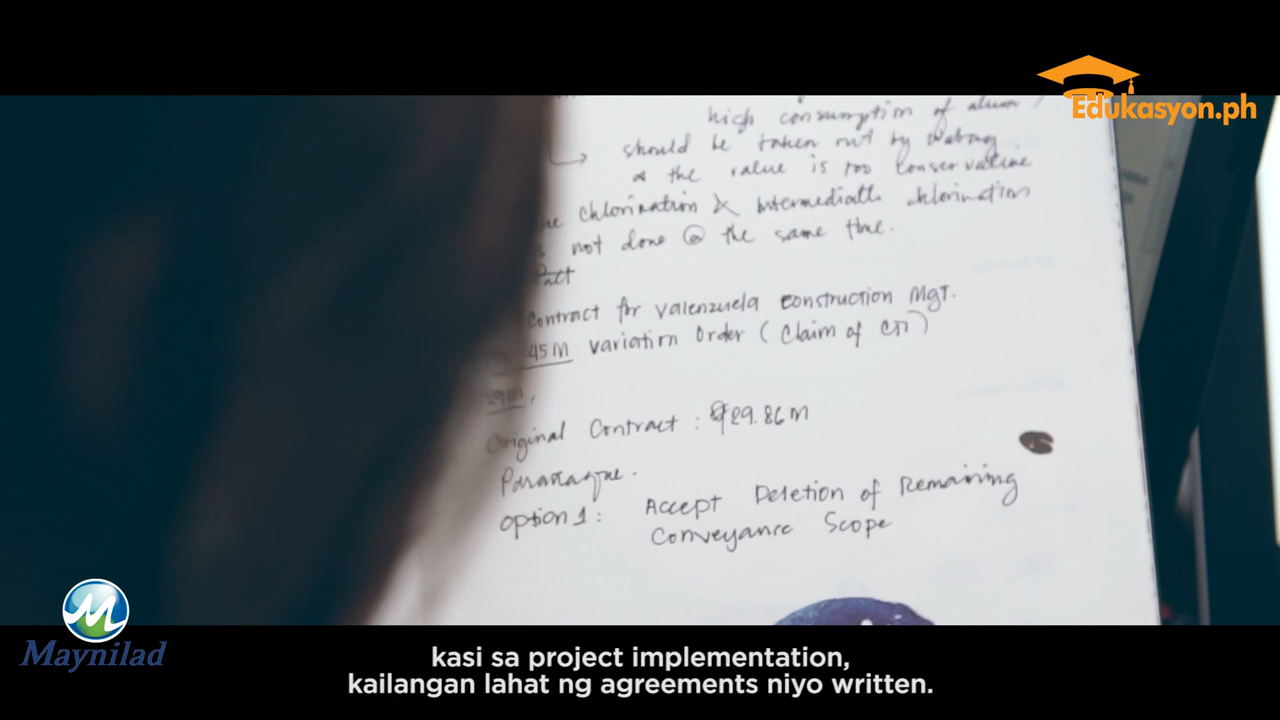 Edukasyon.ph
high consumption of alum
should be taken out by
the value is too conservative
chlorination & intermediate chlorination
not done @ the same time.
Contract for Valenzuela Construction Mgt.
45M Variation Order (Claim of
29M,
Original Contract : ₱29.86M
Paranaque.
option 1: Accept Deletion of Remaining
Conveyance Scope
Maynilad
kasi sa project implementation,
kailangan lahat ng agreements niyo written.